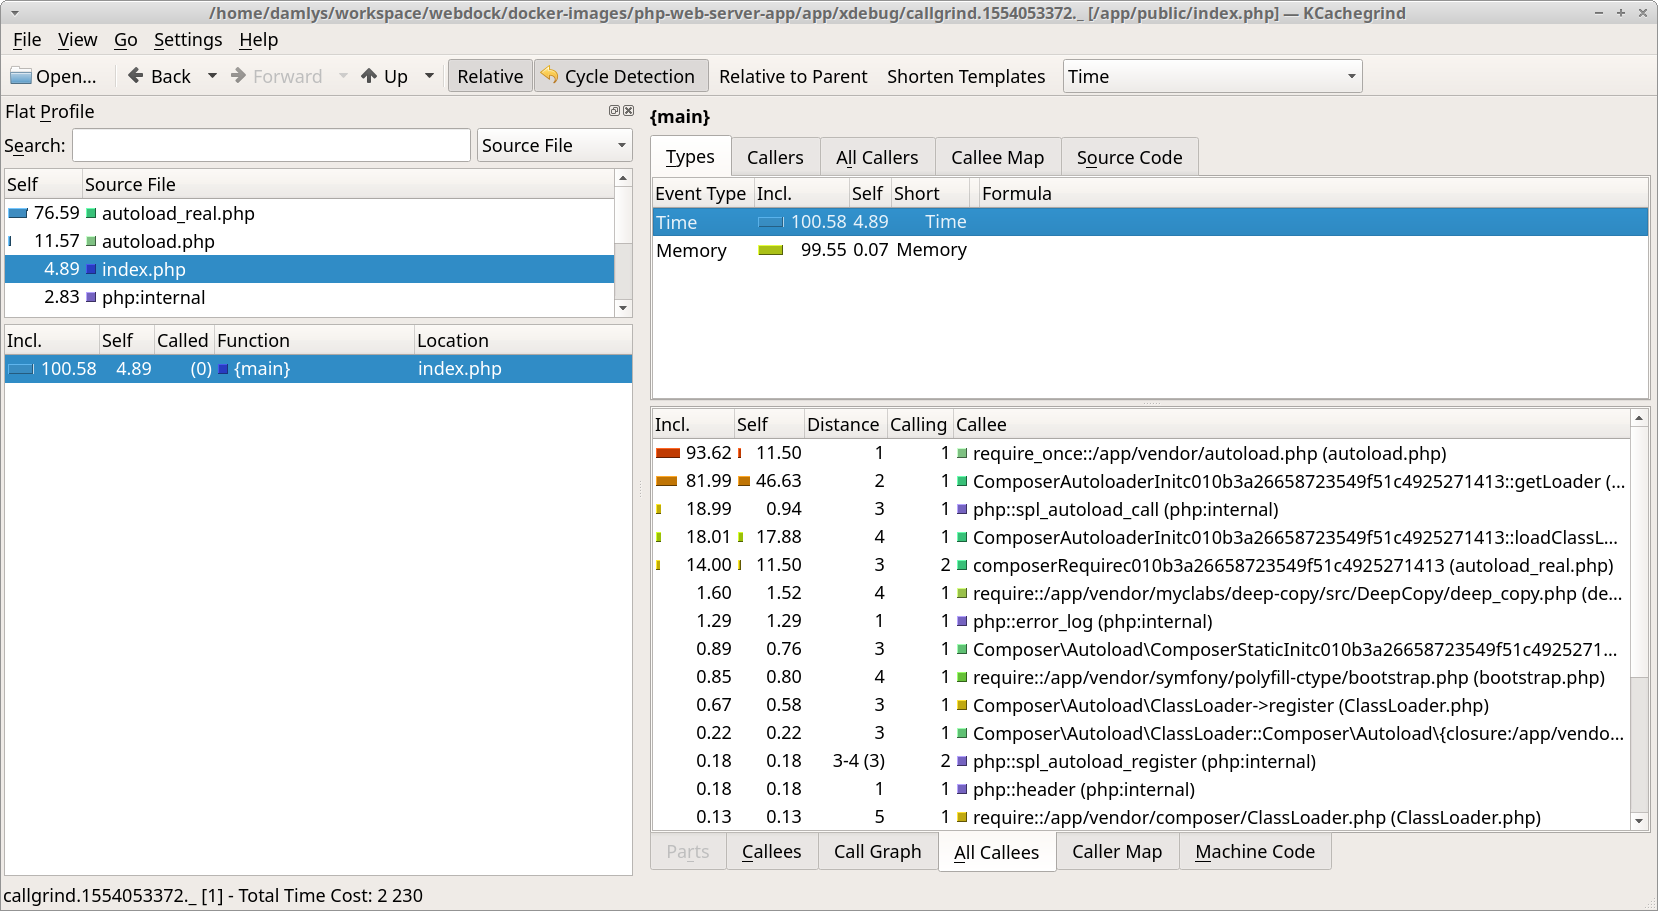 /home/damlys/workspace/webdock/docker-images/php-web-server-app/app/xdebug/callgrind.1554053372._ [/app/public/index.php] — KCachegrind
File View Go Settings Help
Open... Back Forward Up Relative Cycle Detection Relative to Parent Shorten Templates Time
Flat Profile
Search: Source File
Self Source File
76.59 autoload_real.php
11.57 autoload.php
4.89 index.php
2.83 php:internal
Incl. Self Called Function Location
100.58 4.89 (0) {main} index.php
{main}
Types Callers All Callers Callee Map Source Code
Event Type Incl. Self Short Formula
Time 100.58 4.89 Time
Memory 99.55 0.07 Memory
Incl. Self Distance Calling Callee
93.62 11.50 1 1 require_once::/app/vendor/autoload.php (autoload.php)
81.99 46.63 2 1 ComposerAutoloaderInitc010b3a26658723549f51c4925271413::getLoader (...
18.99 0.94 3 1 php::spl_autoload_call (php:internal)
18.01 17.88 4 1 ComposerAutoloaderInitc010b3a26658723549f51c4925271413::loadClassL...
14.00 11.50 3 2 composerRequirec010b3a26658723549f51c4925271413 (autoload_real.php)
1.60 1.52 4 1 require::/app/vendor/myclabs/deep-copy/src/DeepCopy/deep_copy.php (de...
1.29 1.29 1 1 php::error_log (php:internal)
0.89 0.76 3 1 Composer\Autoload\ComposerStaticInitc010b3a26658723549f51c4925271...
0.85 0.80 4 1 require::/app/vendor/symfony/polyfill-ctype/bootstrap.php (bootstrap.php)
0.67 0.58 3 1 Composer\Autoload\ClassLoader->register (ClassLoader.php)
0.22 0.22 3 1 Composer\Autoload\ClassLoader::Composer\Autoload\{closure:/app/vendo...
0.18 0.18 3-4 (3) 2 php::spl_autoload_register (php:internal)
0.18 0.18 1 1 php::header (php:internal)
0.13 0.13 5 1 require::/app/vendor/composer/ClassLoader.php (ClassLoader.php)
Parts Callees Call Graph All Callees Caller Map Machine Code
callgrind.1554053372._ [1] - Total Time Cost: 2 230